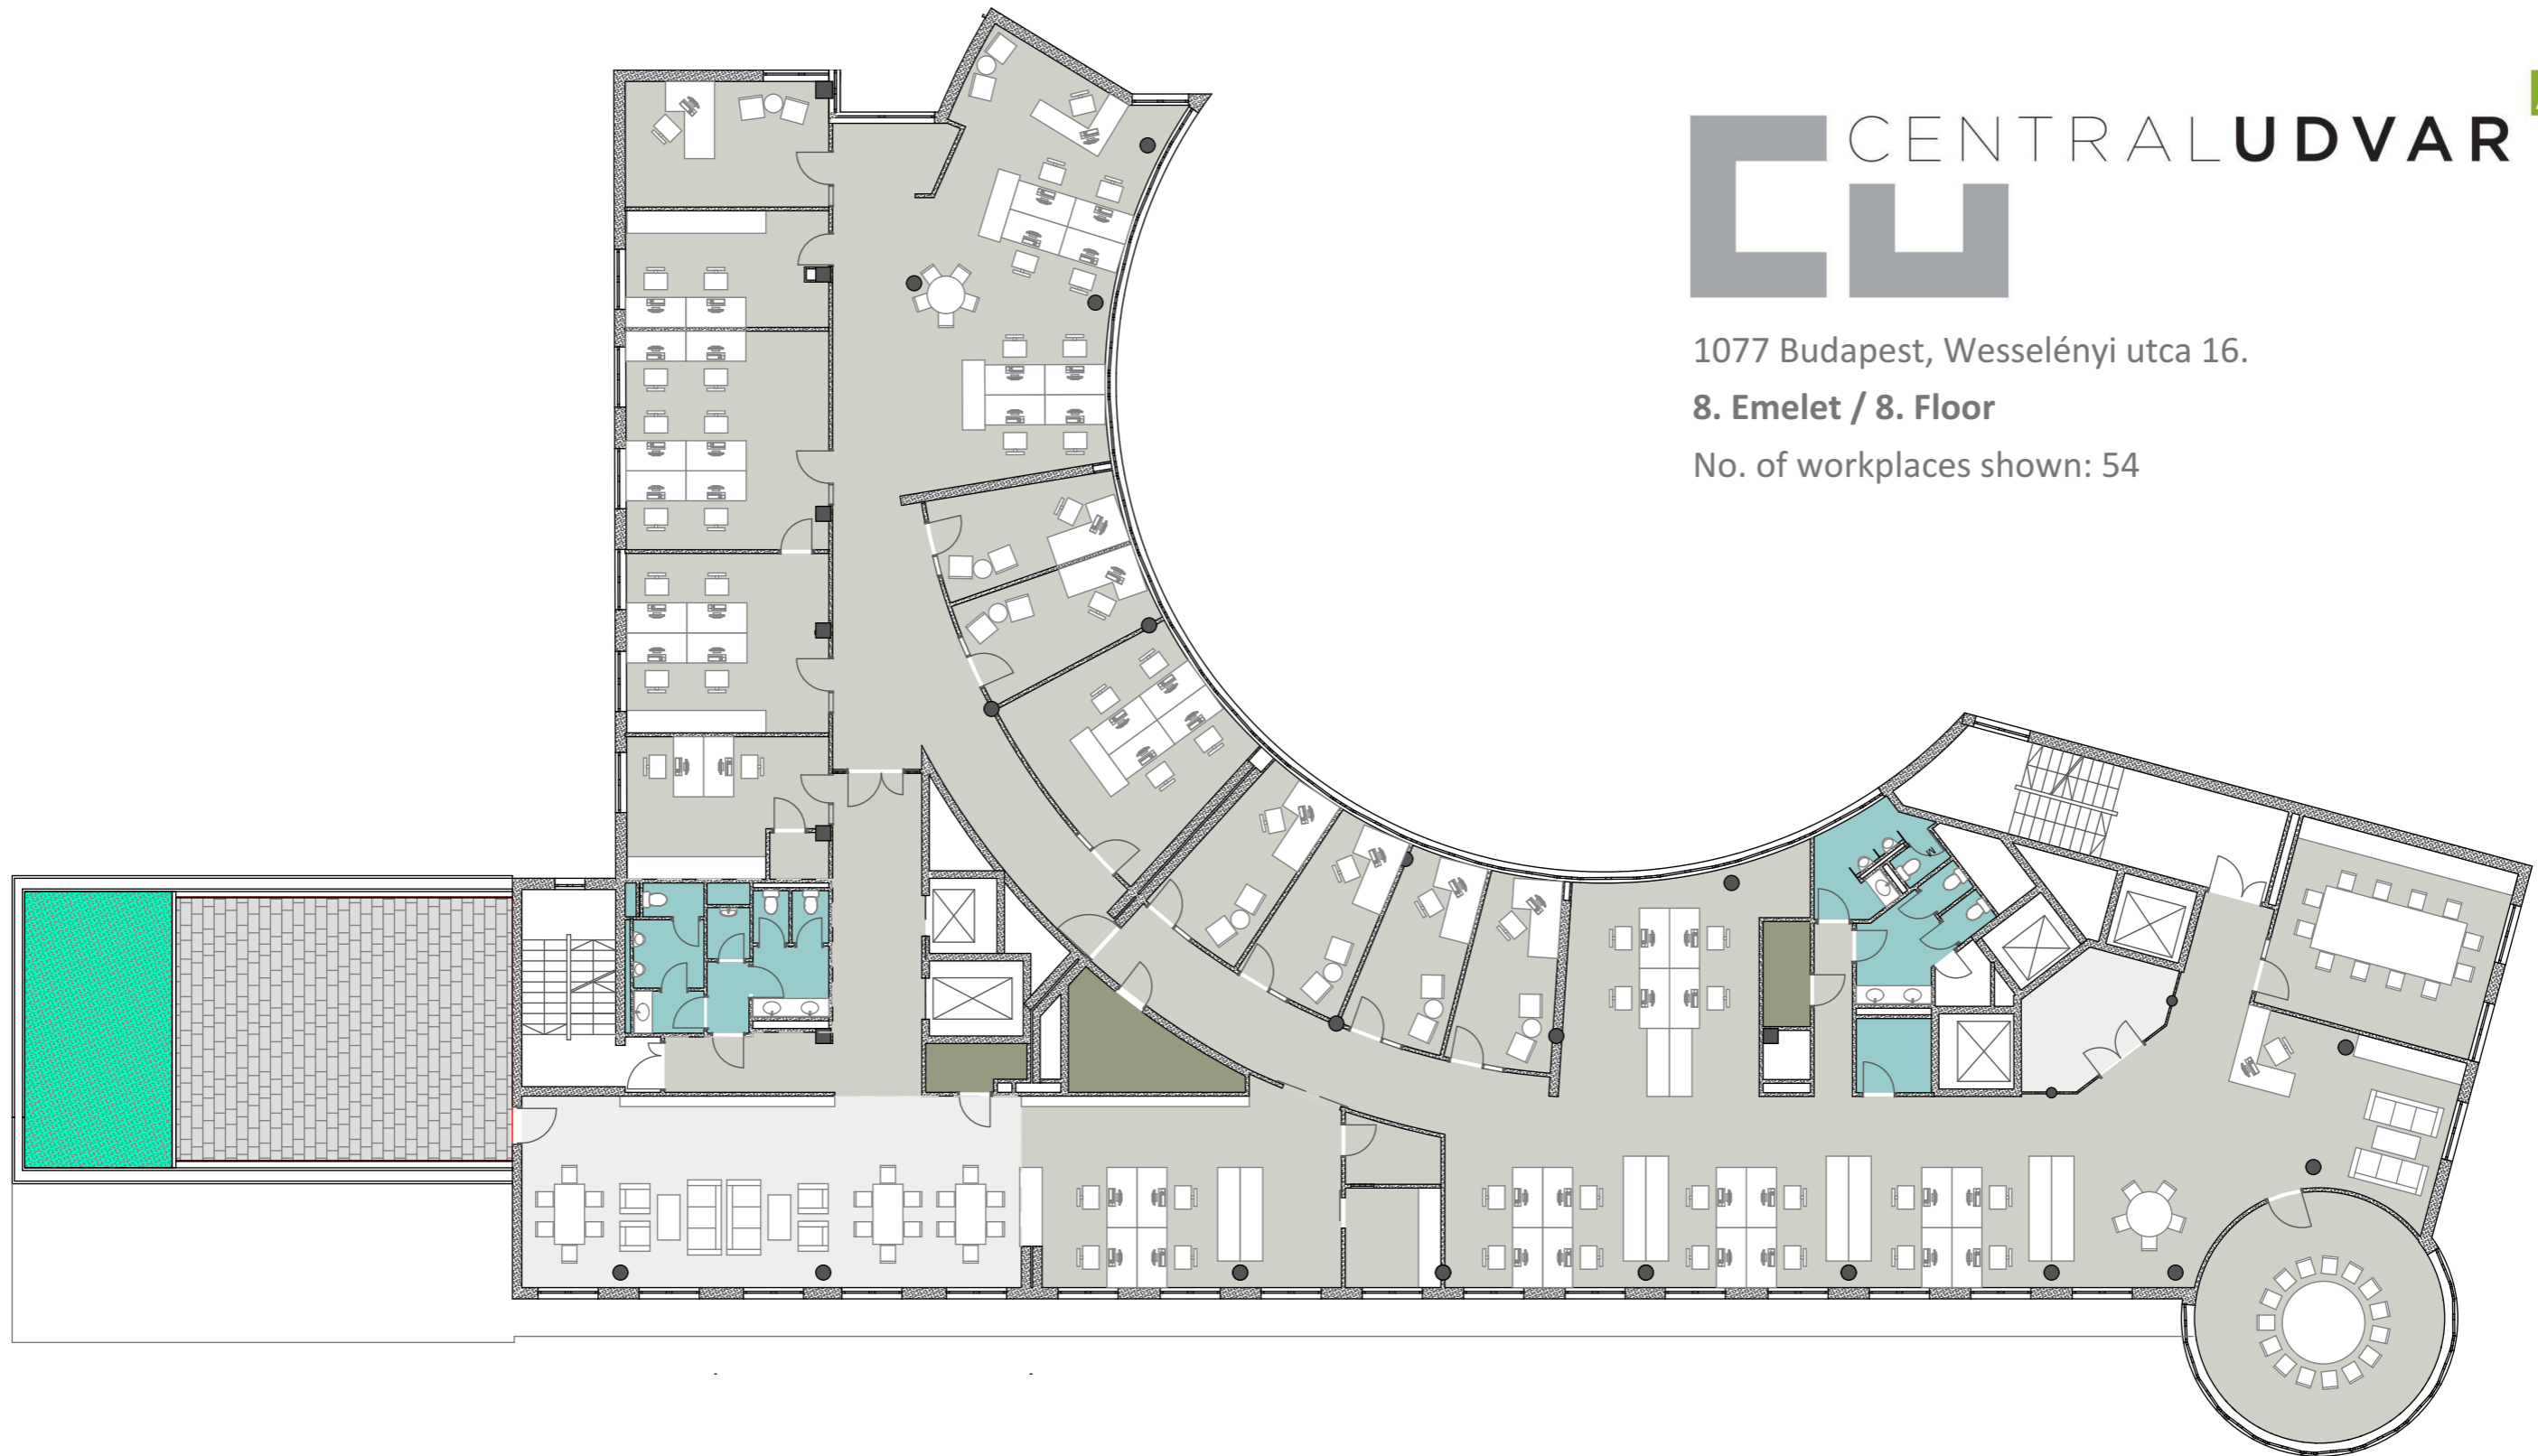 CENTRALUDVAR
1077 Budapest, Wesselényi utca 16.
8. Emelet / 8. Floor
No. of workplaces shown: 54